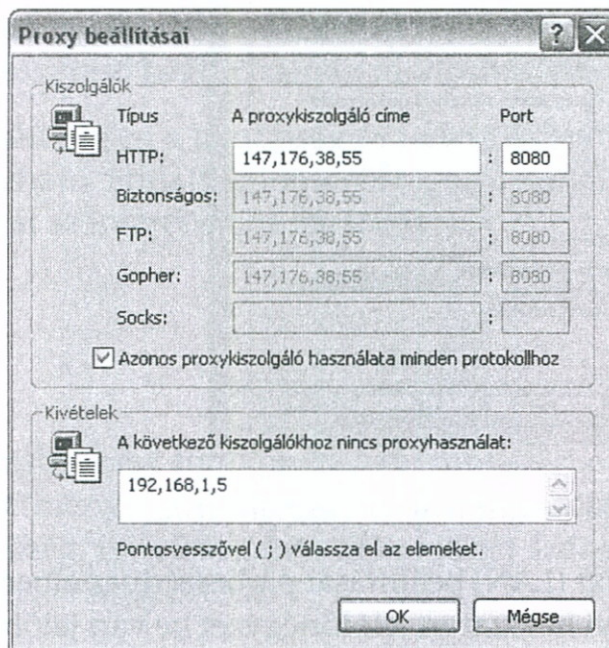 Proxy beállításai
Kiszolgálók
Típus A proxykiszolgáló címe Port
HTTP: 147,176,38,55 : 8080
Biztonságos: 147,176,38,55 : 8080
FTP: 147,176,38,55 : 8080
Gopher: 147,176,38,55 : 8080
Socks: :
Azonos proxykiszolgáló használata minden protokollhoz
Kivételek
A következő kiszolgálókhoz nincs proxyhasználat:
192,168,1,5
Pontosvesszővel ( ; ) válassza el az elemeket.
OK Mégse